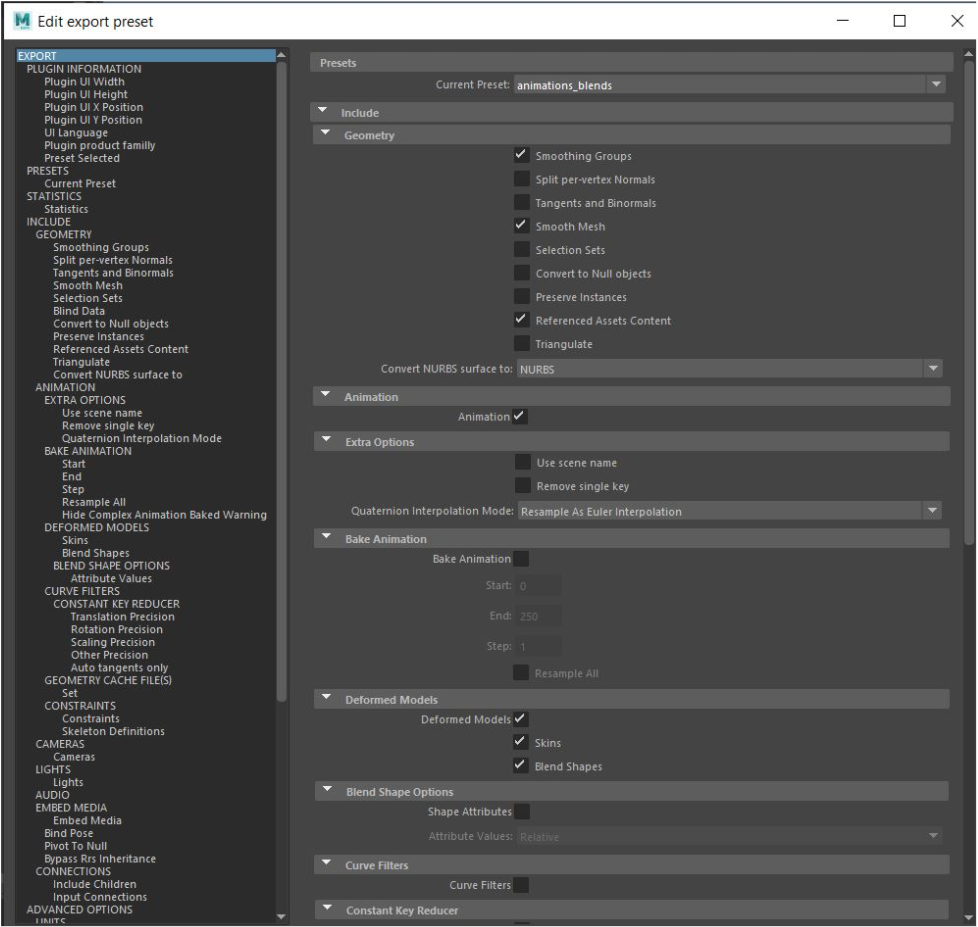 M Edit export preset
EXPORT
PLUGIN INFORMATION
Plugin UI Width
Plugin UI Height
Plugin UI X Position
Plugin UI Y Position
UI Language
Plugin product familly
Preset Selected
PRESETS
Current Preset
STATISTICS
Statistics
INCLUDE
GEOMETRY
Smoothing Groups
Split per-vertex Normals
Tangents and Binormals
Smooth Mesh
Selection Sets
Blind Data
Convert to Null objects
Preserve Instances
Referenced Assets Content
Triangulate
Convert NURBS surface to
ANIMATION
EXTRA OPTIONS
Use scene name
Remove single key
Quaternion Interpolation Mode
BAKE ANIMATION
Start
End
Step
Resample All
Hide Complex Animation Baked Warning
DEFORMED MODELS
Skins
Blend Shapes
BLEND SHAPE OPTIONS
Attribute Values
CURVE FILTERS
CONSTANT KEY REDUCER
Translation Precision
Rotation Precision
Scaling Precision
Other Precision
Auto tangents only
GEOMETRY CACHE FILE(S)
Set
CONSTRAINTS
Constraints
Skeleton Definitions
CAMERAS
Cameras
LIGHTS
Lights
AUDIO
EMBED MEDIA
Embed Media
Bind Pose
Pivot To Null
Bypass Rrs Inheritance
CONNECTIONS
Include Children
Input Connections
ADVANCED OPTIONS
UNITS
Presets
Current Preset: animations_blends
Include
Geometry
Smoothing Groups
Split per-vertex Normals
Tangents and Binormals
Smooth Mesh
Selection Sets
Convert to Null objects
Preserve Instances
Referenced Assets Content
Triangulate
Convert NURBS surface to: NURBS
Animation
Animation
Extra Options
Use scene name
Remove single key
Quaternion Interpolation Mode: Resample As Euler Interpolation
Bake Animation
Bake Animation
Start: 0
End: 250
Step: 1
Resample All
Deformed Models
Deformed Models
Skins
Blend Shapes
Blend Shape Options
Shape Attributes
Attribute Values: Relative
Curve Filters
Curve Filters
Constant Key Reducer